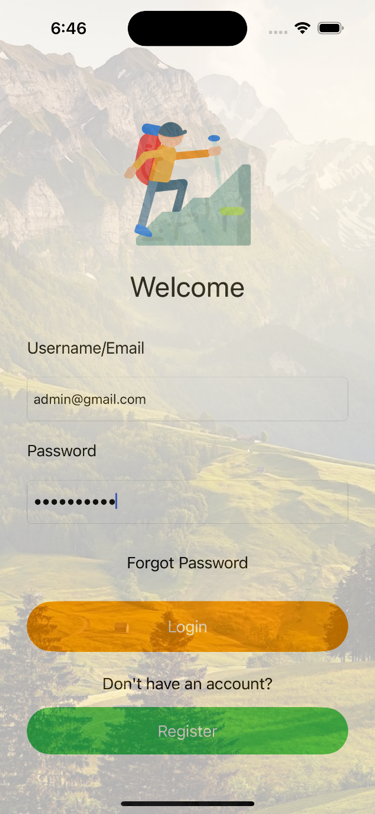 6:46
Welcome
Username/Email
admin@gmail.com
Password
••••••••••
Forgot Password
Login
Don't have an account?
Register